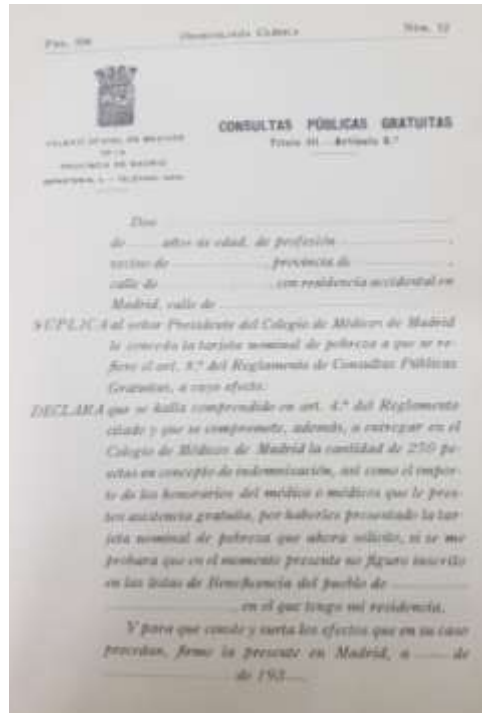 Núm. 12
COLEGIO OFICIAL DE MÉDICOS
DE LA
PROVINCIA DE MADRID
CONSULTAS PÚBLICAS GRATUITAS
Título III Artículo 8.º
Don
de años de edad, de profesión ,
vecino de , provincia de ,
calle de , con residencia accidental en
Madrid, calle de
SUPLICA al señor Presidente del Colegio de Médicos de Madrid
le conceda la tarjeta nominal de pobreza a que se re-
fiere el art. 8.º del Reglamento de Consultas Públicas
Gratuitas, a cuyo efecto:
DECLARA que se halla comprendido en art. 4.º del Reglamento
citado y que se compromete, además, a entregar en el
Colegio de Médicos de Madrid la cantidad de 250 pe-
setas en concepto de indemnización, así como el impor-
te de los honorarios del médico o médicos que le pres-
ten asistencia gratuita, por haberles presentado la tar-
jeta nominal de pobreza que ahora solicito, si se me
probara que en el momento presente no figuro inscrito
en las listas de Beneficencia del pueblo de
en el que tengo mi residencia.
Y para que conste y surta los efectos que en su caso
procedan, firmo la presente en Madrid, a de
de 193